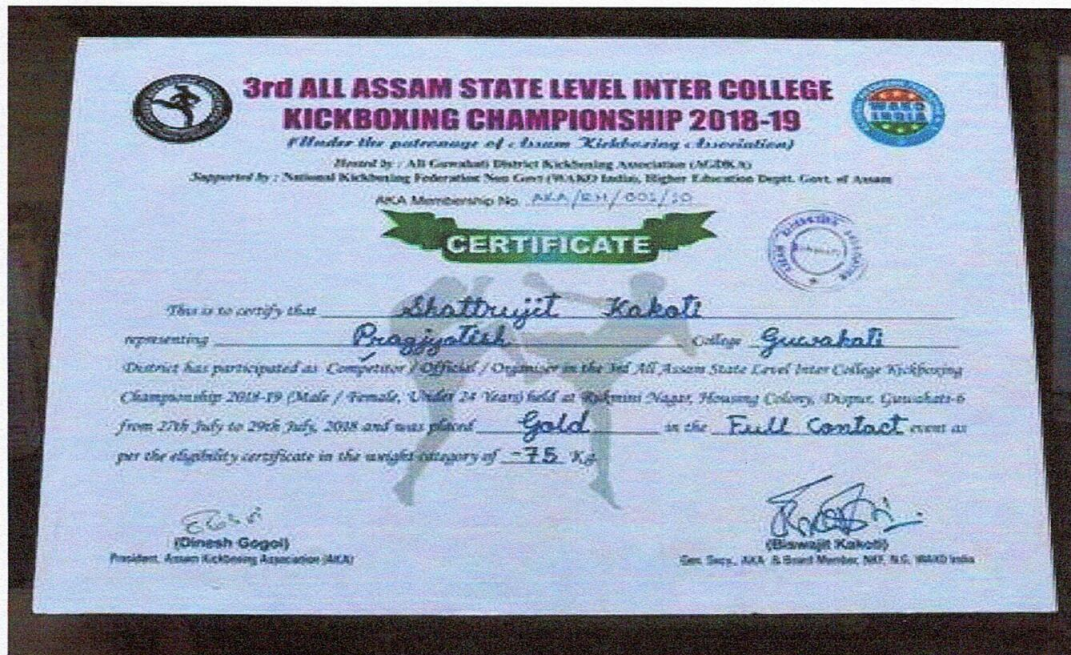 3rd ALL ASSAM STATE LEVEL INTER COLLEGE
KICKBOXING CHAMPIONSHIP 2018-19
(Under the patronage of Assam Kickboxing Association)
Hosted by : All Guwahati District Kickboxing Association (AGDKA)
Supported by : National Kickboxing Federation Non Govt (WAKO India), Higher Education Deptt. Govt. of Assam
WAKO
INDIA
AKA Membership No. AKA/RH/001/10
CERTIFICATE
This is to certify that Shattrujit Kakoti
representing Pragjyotish College Guwahati
District has participated as Competitor / Official / Organiser in the 3rd All Assam State Level Inter College Kickboxing
Championship 2018-19 (Male / Female, Under 24 Years) held at Rukmini Nagar, Housing Colony, Dispur, Guwahati-6
from 27th July to 29th July, 2018 and was placed Gold in the Full Contact event as
per the eligibility certificate in the weight category of -75 Kg.
(Dinesh Gogoi)
President, Assam Kickboxing Association (AKA)
(Biswajit Kakoti)
Gen. Secy., AKA & Board Member, NKF, N.G. WAKO India